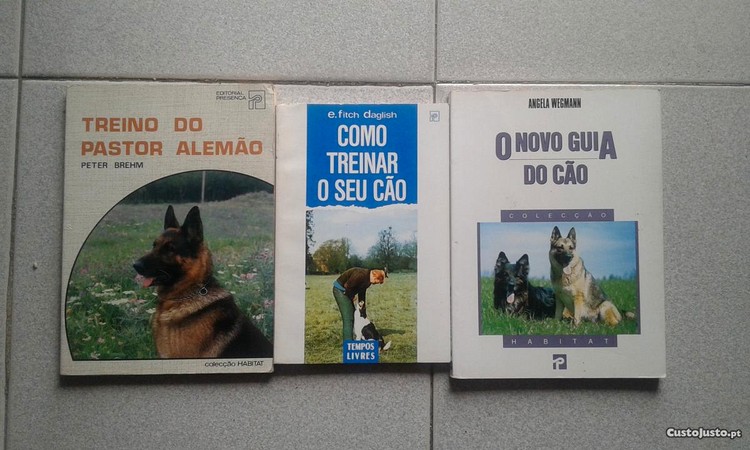 EDITORIAL
PRESENÇA
TREINO DO
PASTOR ALEMÃO
PETER BREHM
colecção HABITAT
e. fitch daglish
COMO
TREINAR
O SEU CÃO
TEMPOS
LIVRES
ANGELA WEGMANN
O NOVO GUIA
DO CÃO
COLECÇÃO
HABITAT
CustoJusto.pt